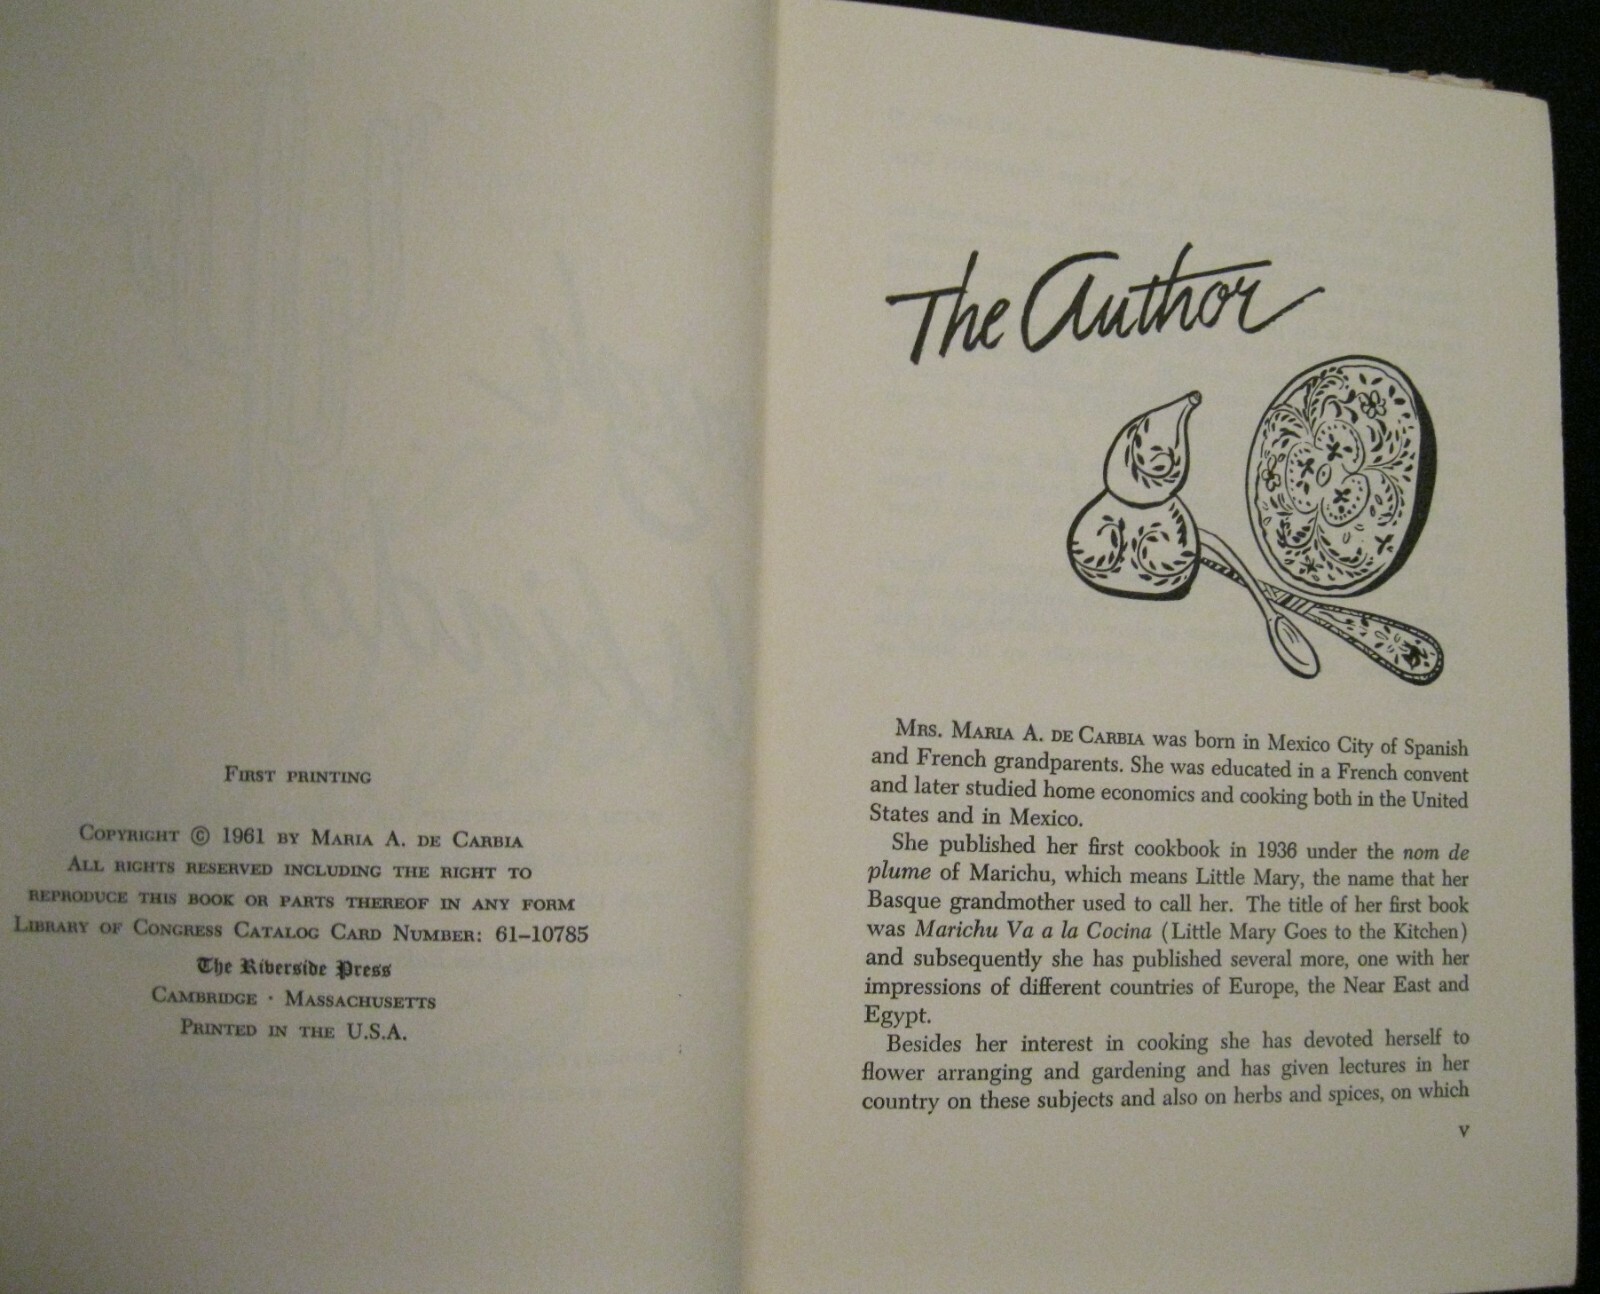 First printing
Copyright © 1961 by Maria A. de Carbia
All rights reserved including the right to
reproduce this book or parts thereof in any form
Library of Congress Catalog Card Number: 61-10785
The Riverside Press
Cambridge · Massachusetts
Printed in the U.S.A.
The Author
Mrs. Maria A. de Carbia was born in Mexico City of Spanish
and French grandparents. She was educated in a French convent
and later studied home economics and cooking both in the United
States and in Mexico.
She published her first cookbook in 1936 under the nom de
plume of Marichu, which means Little Mary, the name that her
Basque grandmother used to call her. The title of her first book
was Marichu Va a la Cocina (Little Mary Goes to the Kitchen)
and subsequently she has published several more, one with her
impressions of different countries of Europe, the Near East and
Egypt.
Besides her interest in cooking she has devoted herself to
flower arranging and gardening and has given lectures in her
country on these subjects and also on herbs and spices, on which
v